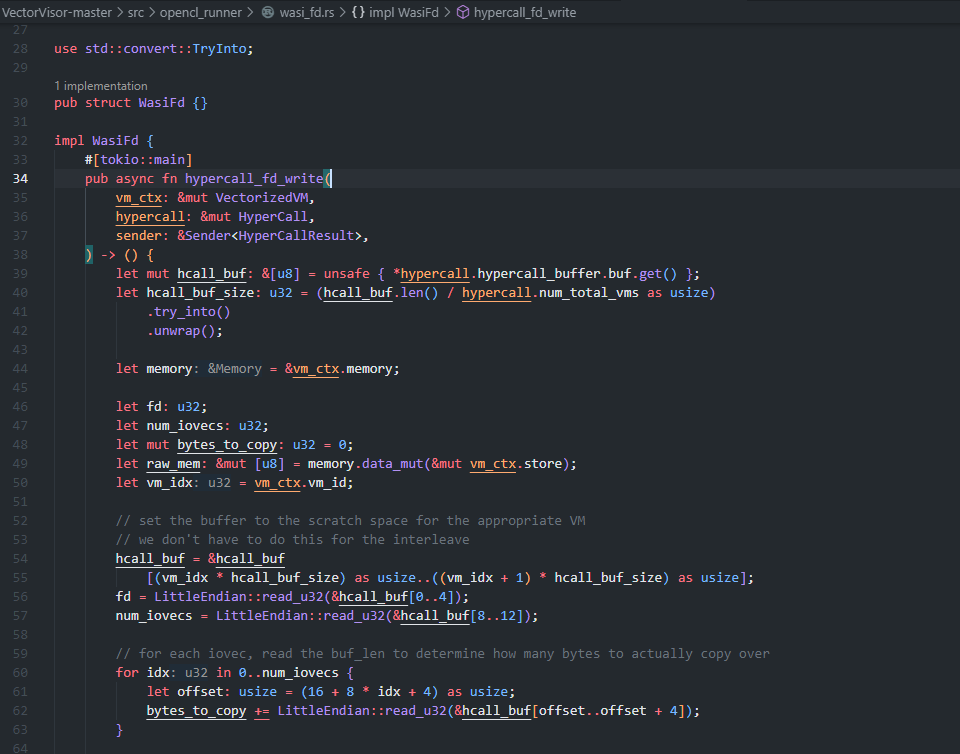 VectorVisor-master > src > opencl_runner > wasi_fd.rs > {} impl WasiFd > hypercall_fd_write
27
28 use std::convert::TryInto;
29
1 implementation
30 pub struct WasiFd {}
31
32 impl WasiFd {
33     #[tokio::main]
34     pub async fn hypercall_fd_write(
35         vm_ctx: &mut VectorizedVM,
36         hypercall: &mut HyperCall,
37         sender: &Sender<HyperCallResult>,
38     ) -> () {
39         let mut hcall_buf: &[u8] = unsafe { *hypercall.hypercall_buffer.buf.get() };
40         let hcall_buf_size: u32 = (hcall_buf.len() / hypercall.num_total_vms as usize)
41             .try_into()
42             .unwrap();
43
44         let memory: &Memory = &vm_ctx.memory;
45
46         let fd: u32;
47         let num_iovecs: u32;
48         let mut bytes_to_copy: u32 = 0;
49         let raw_mem: &mut [u8] = memory.data_mut(&mut vm_ctx.store);
50         let vm_idx: u32 = vm_ctx.vm_id;
51
52         // set the buffer to the scratch space for the appropriate VM
53         // we don't have to do this for the interleave
54         hcall_buf = &hcall_buf
55             [(vm_idx * hcall_buf_size) as usize..((vm_idx + 1) * hcall_buf_size) as usize];
56         fd = LittleEndian::read_u32(&hcall_buf[0..4]);
57         num_iovecs = LittleEndian::read_u32(&hcall_buf[8..12]);
58
59         // for each iovec, read the buf_len to determine how many bytes to actually copy over
60         for idx: u32 in 0..num_iovecs {
61             let offset: usize = (16 + 8 * idx + 4) as usize;
62             bytes_to_copy += LittleEndian::read_u32(&hcall_buf[offset..offset + 4]);
63         }
64